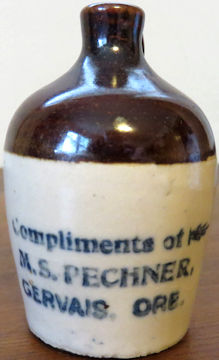 Compliments of
M.S. PECHNER,
GERVAIS, ORE.